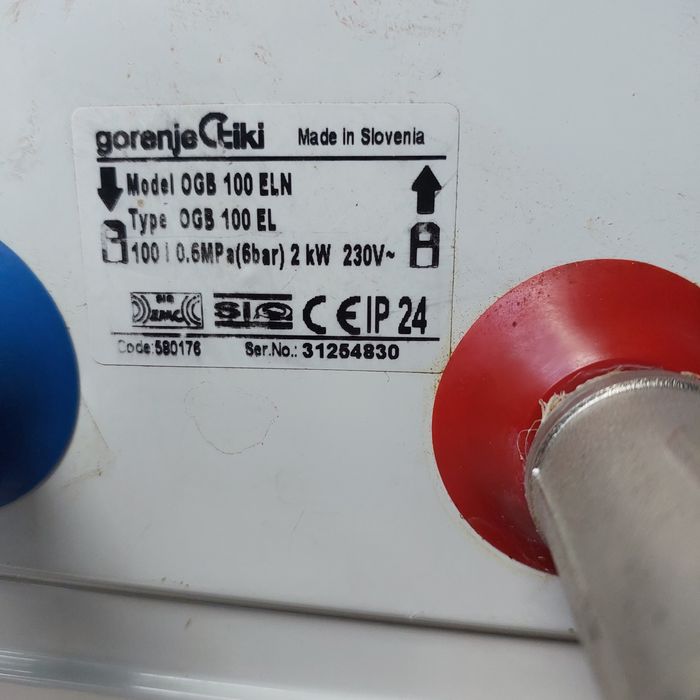 gorenje tiki Made in Slovenia
Model OGB 100 ELN
Type OGB 100 EL
100 l 0.6MPa(6bar) 2 kW 230V~
SIQ CE IP 24
Code:580176 Ser.No.: 31254830